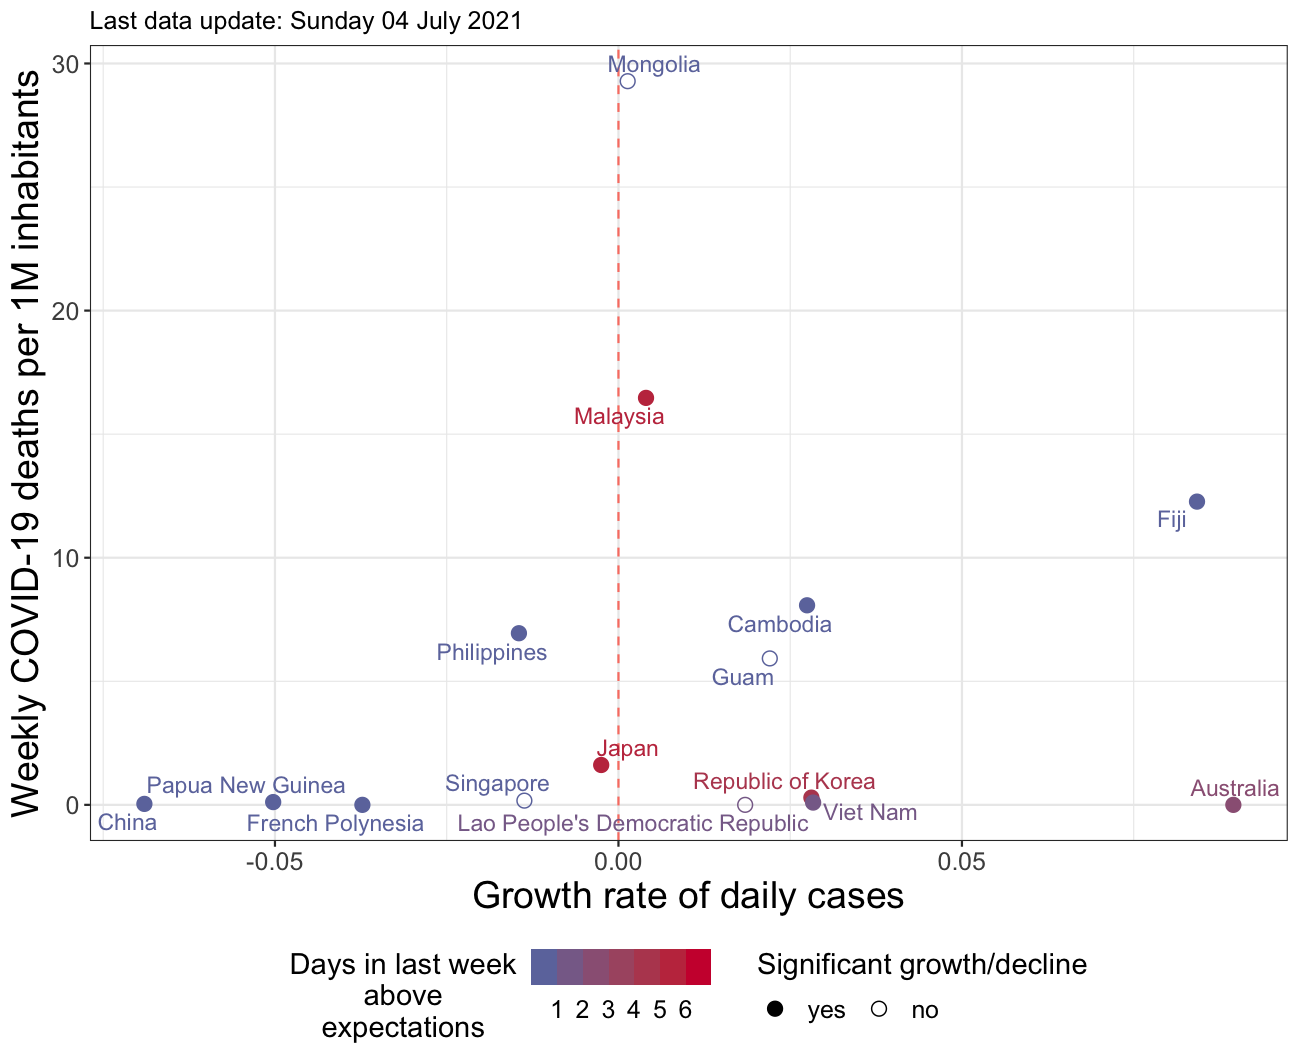 Last data update: Sunday 04 July 2021
Weekly COVID-19 deaths per 1M inhabitants
30
20
10
0
Mongolia
Malaysia
Fiji
Cambodia
Philippines
Guam
Japan
Papua New Guinea
Singapore
Republic of Korea
Australia
China
French Polynesia
Lao People's Democratic Republic
Viet Nam
-0.05
0.00
0.05
Growth rate of daily cases
Days in last week
above
expectations
1 2 3 4 5 6
Significant growth/decline
yes no